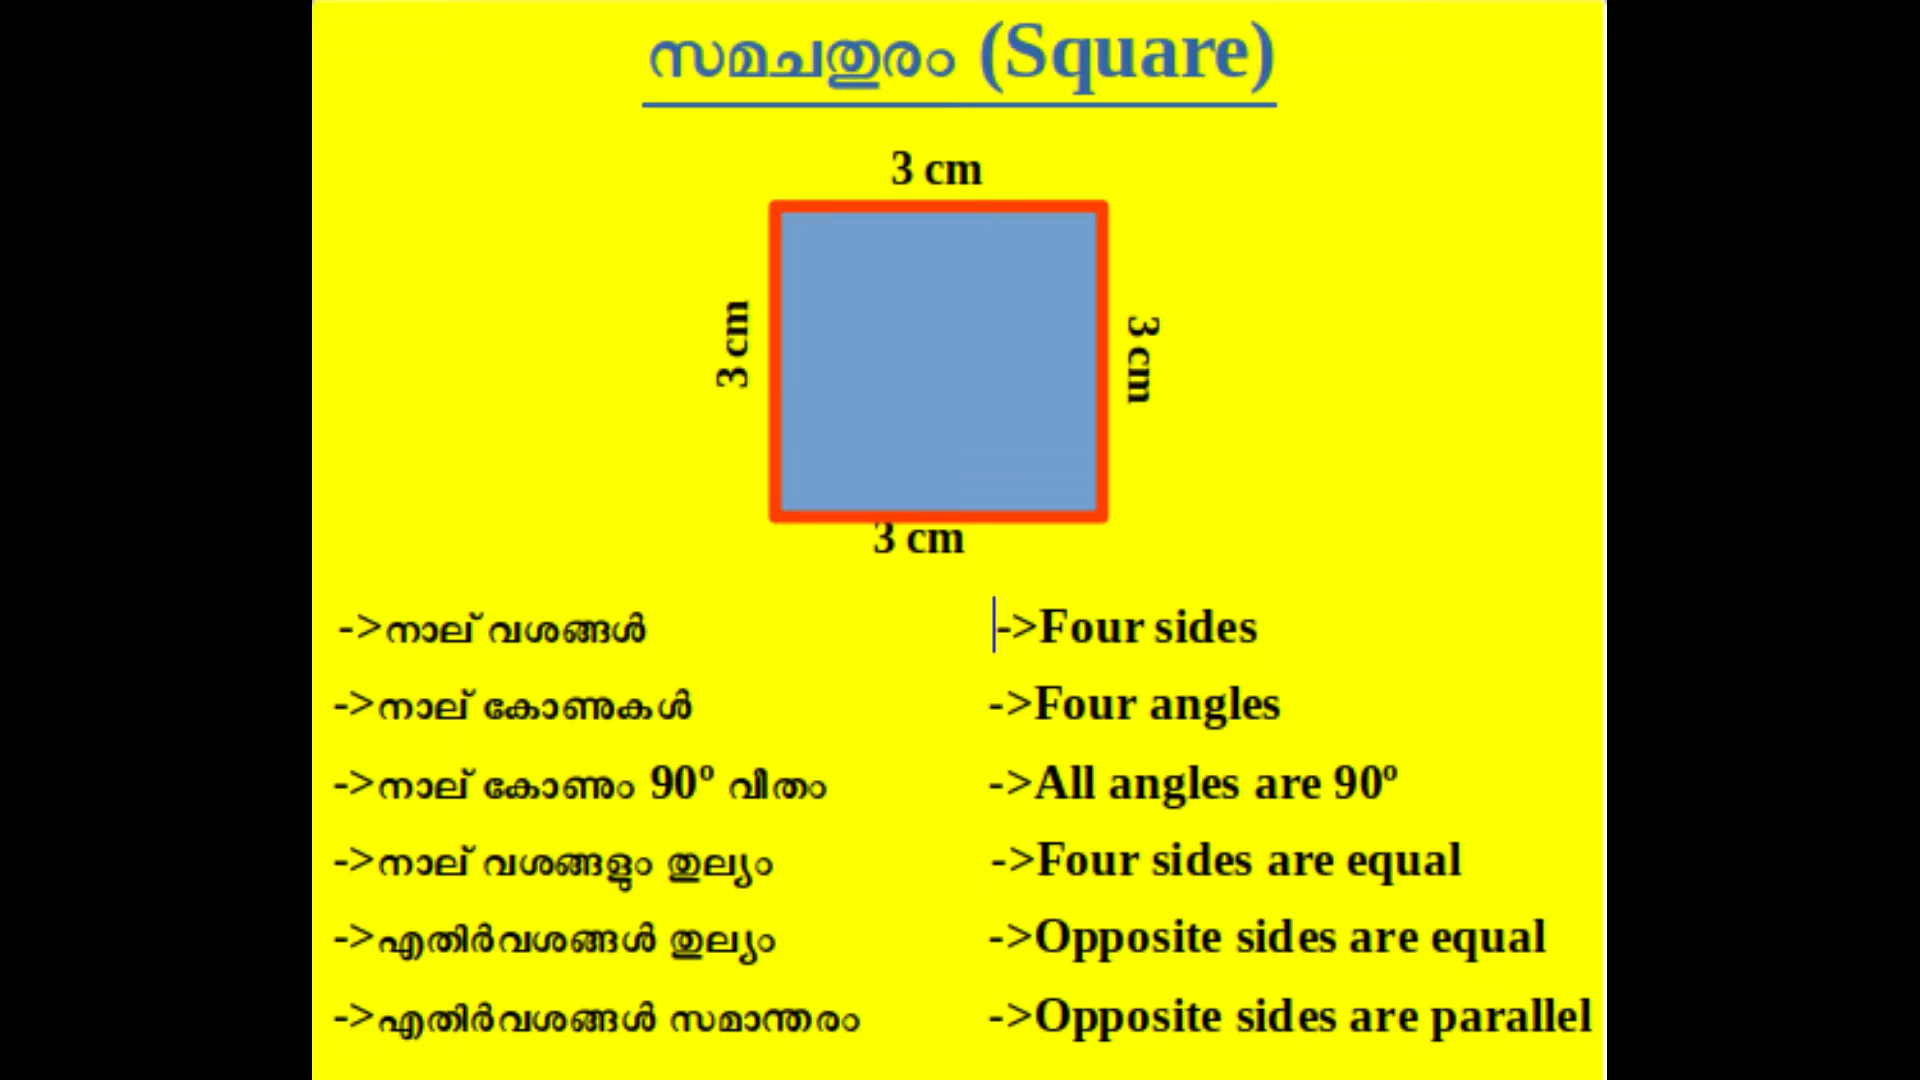 സമചതുരം (Square)
3 cm
3 cm
3 cm
3 cm
->നാല് വശങ്ങൾ
->Four sides
->നാല് കോണുകൾ
->Four angles
->നാല് കോണും 90º വീതം
->All angles are 90º
->നാല് വശങ്ങളും തുല്യം
->Four sides are equal
->എതിർവശങ്ങൾ തുല്യം
->Opposite sides are equal
->എതിർവശങ്ങൾ സമാന്തരം
->Opposite sides are parallel